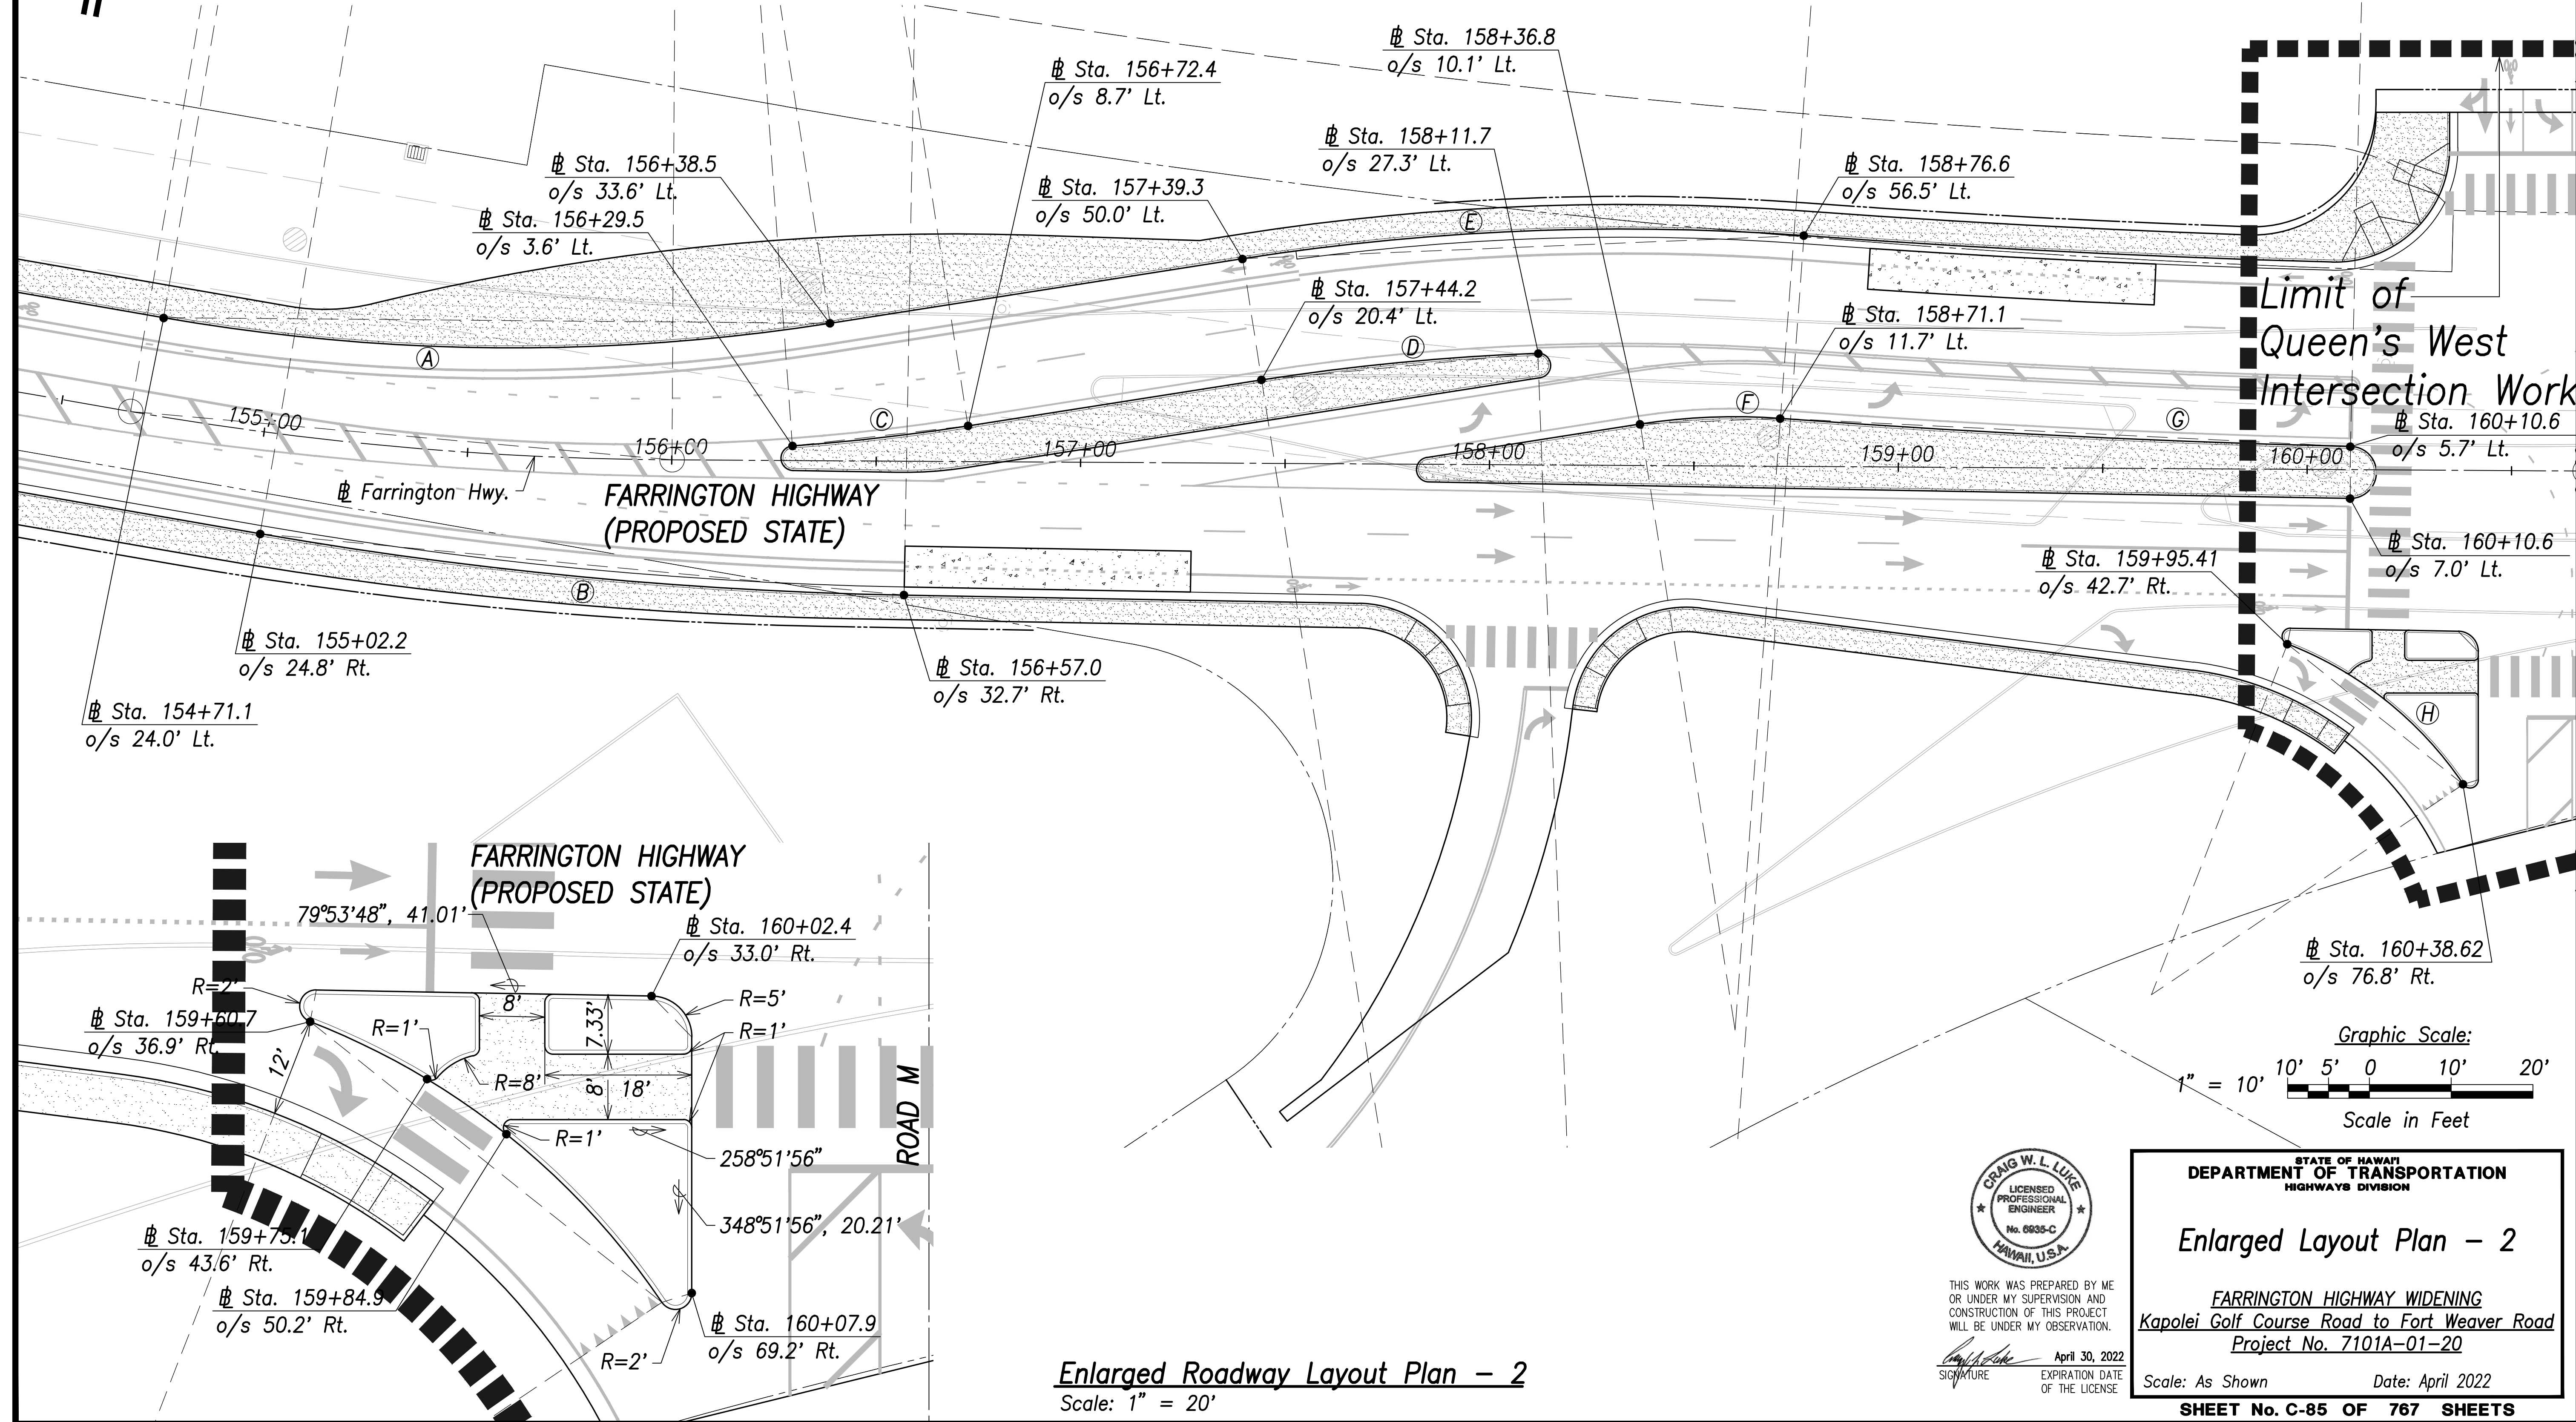 ℄ Sta. 158+36.8
o/s 10.1' Lt.
℄ Sta. 156+72.4
o/s 8.7' Lt.
℄ Sta. 158+11.7
o/s 27.3' Lt.
℄ Sta. 156+38.5
o/s 33.6' Lt.
℄ Sta. 157+39.3
o/s 50.0' Lt.
℄ Sta. 158+76.6
o/s 56.5' Lt.
℄ Sta. 156+29.5
o/s 3.6' Lt.
E
℄ Sta. 157+44.2
o/s 20.4' Lt.
℄ Sta. 158+71.1
o/s 11.7' Lt.
Limit of
Queen's West
Intersection Work
A
D
C
F
G
155+00
156+00
157+00
158+00
159+00
160+00
℄ Sta. 160+10.6
o/s 5.7' Lt.
℄ Farrington Hwy.
FARRINGTON HIGHWAY
(PROPOSED STATE)
℄ Sta. 160+10.6
o/s 7.0' Lt.
℄ Sta. 159+95.41
o/s 42.7' Rt.
B
℄ Sta. 155+02.2
o/s 24.8' Rt.
℄ Sta. 156+57.0
o/s 32.7' Rt.
℄ Sta. 154+71.1
o/s 24.0' Lt.
H
℄ Sta. 160+38.62
o/s 76.8' Rt.
FARRINGTON HIGHWAY
(PROPOSED STATE)
79°53'48", 41.01'
℄ Sta. 160+02.4
o/s 33.0' Rt.
R=2'
8'
7.33'
R=5'
℄ Sta. 159+60.7
o/s 36.9' Rt.
R=1'
R=1'
12'
R=8'
8'
18'
ROAD M
R=1'
258°51'56"
348°51'56", 20.21'
℄ Sta. 159+75.1
o/s 43.6' Rt.
℄ Sta. 159+84.9
o/s 50.2' Rt.
℄ Sta. 160+07.9
o/s 69.2' Rt.
R=2'
Enlarged Roadway Layout Plan - 2
Scale: 1" = 20'
Graphic Scale:
10' 5' 0 10' 20'
1" = 10'
Scale in Feet
CRAIG W. L. LUKE
LICENSED
PROFESSIONAL
ENGINEER
No. 6935-C
HAWAII, U.S.A.
THIS WORK WAS PREPARED BY ME
OR UNDER MY SUPERVISION AND
CONSTRUCTION OF THIS PROJECT
WILL BE UNDER MY OBSERVATION.
April 30, 2022
SIGNATURE EXPIRATION DATE
OF THE LICENSE
STATE OF HAWAI'I
DEPARTMENT OF TRANSPORTATION
HIGHWAYS DIVISION
Enlarged Layout Plan - 2
FARRINGTON HIGHWAY WIDENING
Kapolei Golf Course Road to Fort Weaver Road
Project No. 7101A-01-20
Scale: As Shown Date: April 2022
SHEET No. C-85 OF 767 SHEETS